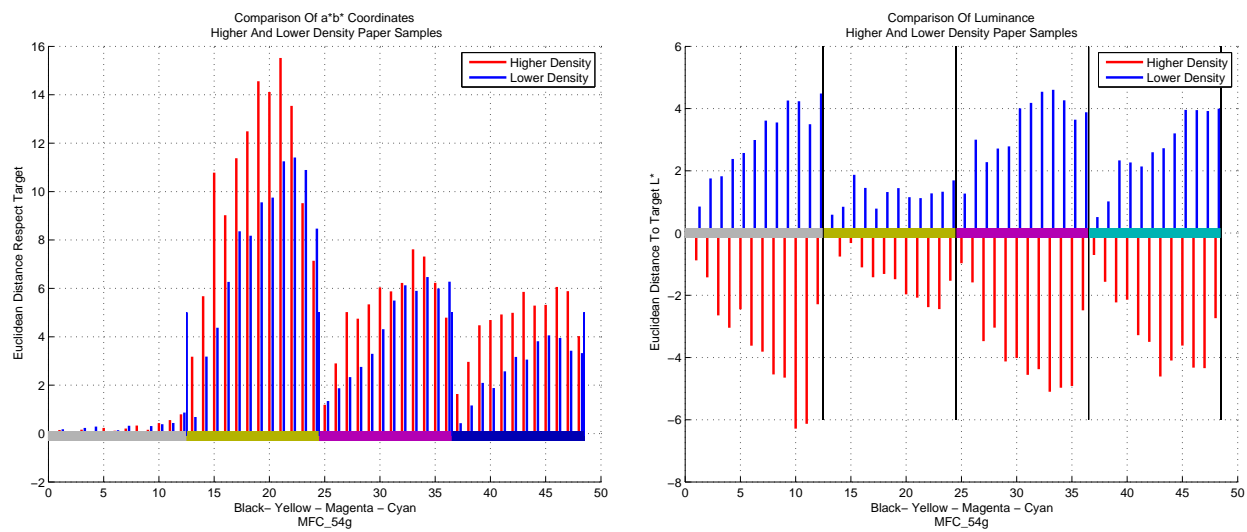 Comparison Of a*b* Coordinates
Higher And Lower Density Paper Samples
16
14
12
10
8
6
4
2
0
−2
Euclidean Distance Respect Target
Higher Density
Lower Density
0 5 10 15 20 25 30 35 40 45 50
Black− Yellow − Magenta − Cyan
MFC_54g
Comparison Of Luminance
Higher And Lower Density Paper Samples
6
4
2
0
−2
−4
−6
−8
Euclidean Distance To Target L*
Higher Density
Lower Density
0 5 10 15 20 25 30 35 40 45 50
Black− Yellow − Magenta − Cyan
MFC_54g